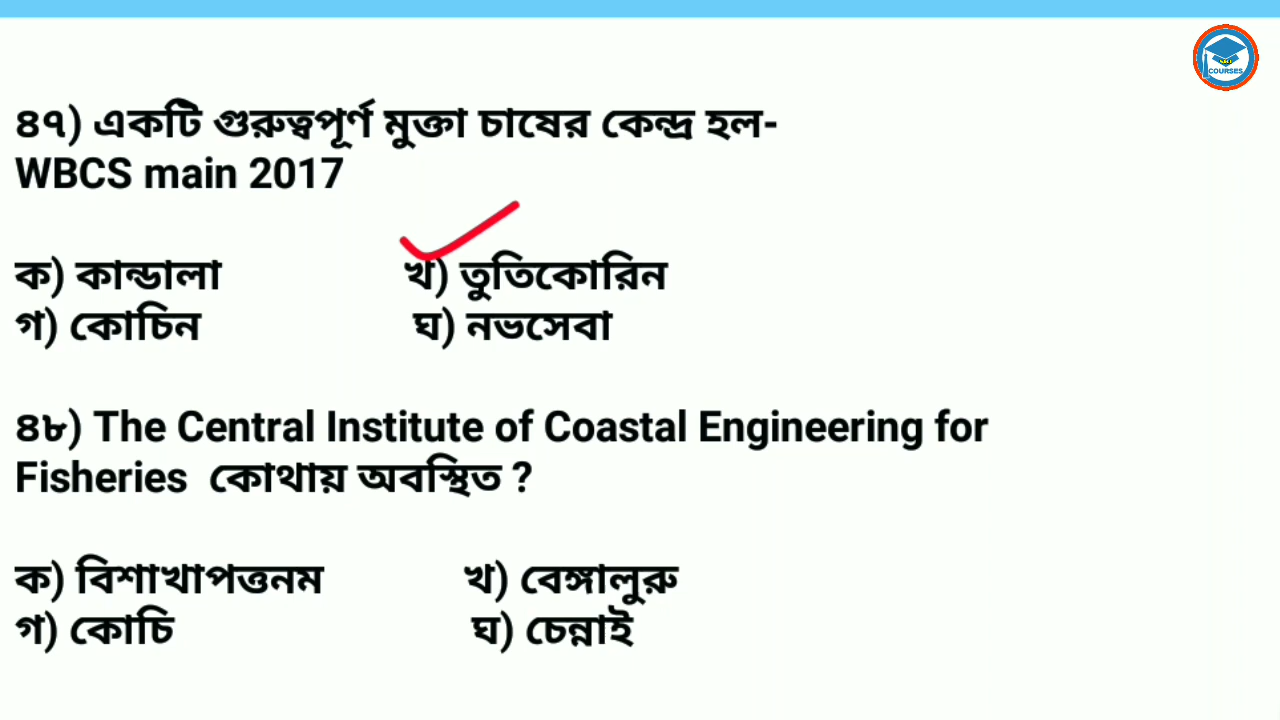 ৪৭) একটি গুরুত্বপূর্ণ মুক্তা চাষের কেন্দ্র হল-
WBCS main 2017
ক) কান্ডালা খ) তুতিকোরিন
গ) কোচিন ঘ) নভসেবা
৪৮) The Central Institute of Coastal Engineering for
Fisheries কোথায় অবস্থিত ?
ক) বিশাখাপত্তনম খ) বেঙ্গালুরু
গ) কোচি ঘ) চেন্নাই
COURSES